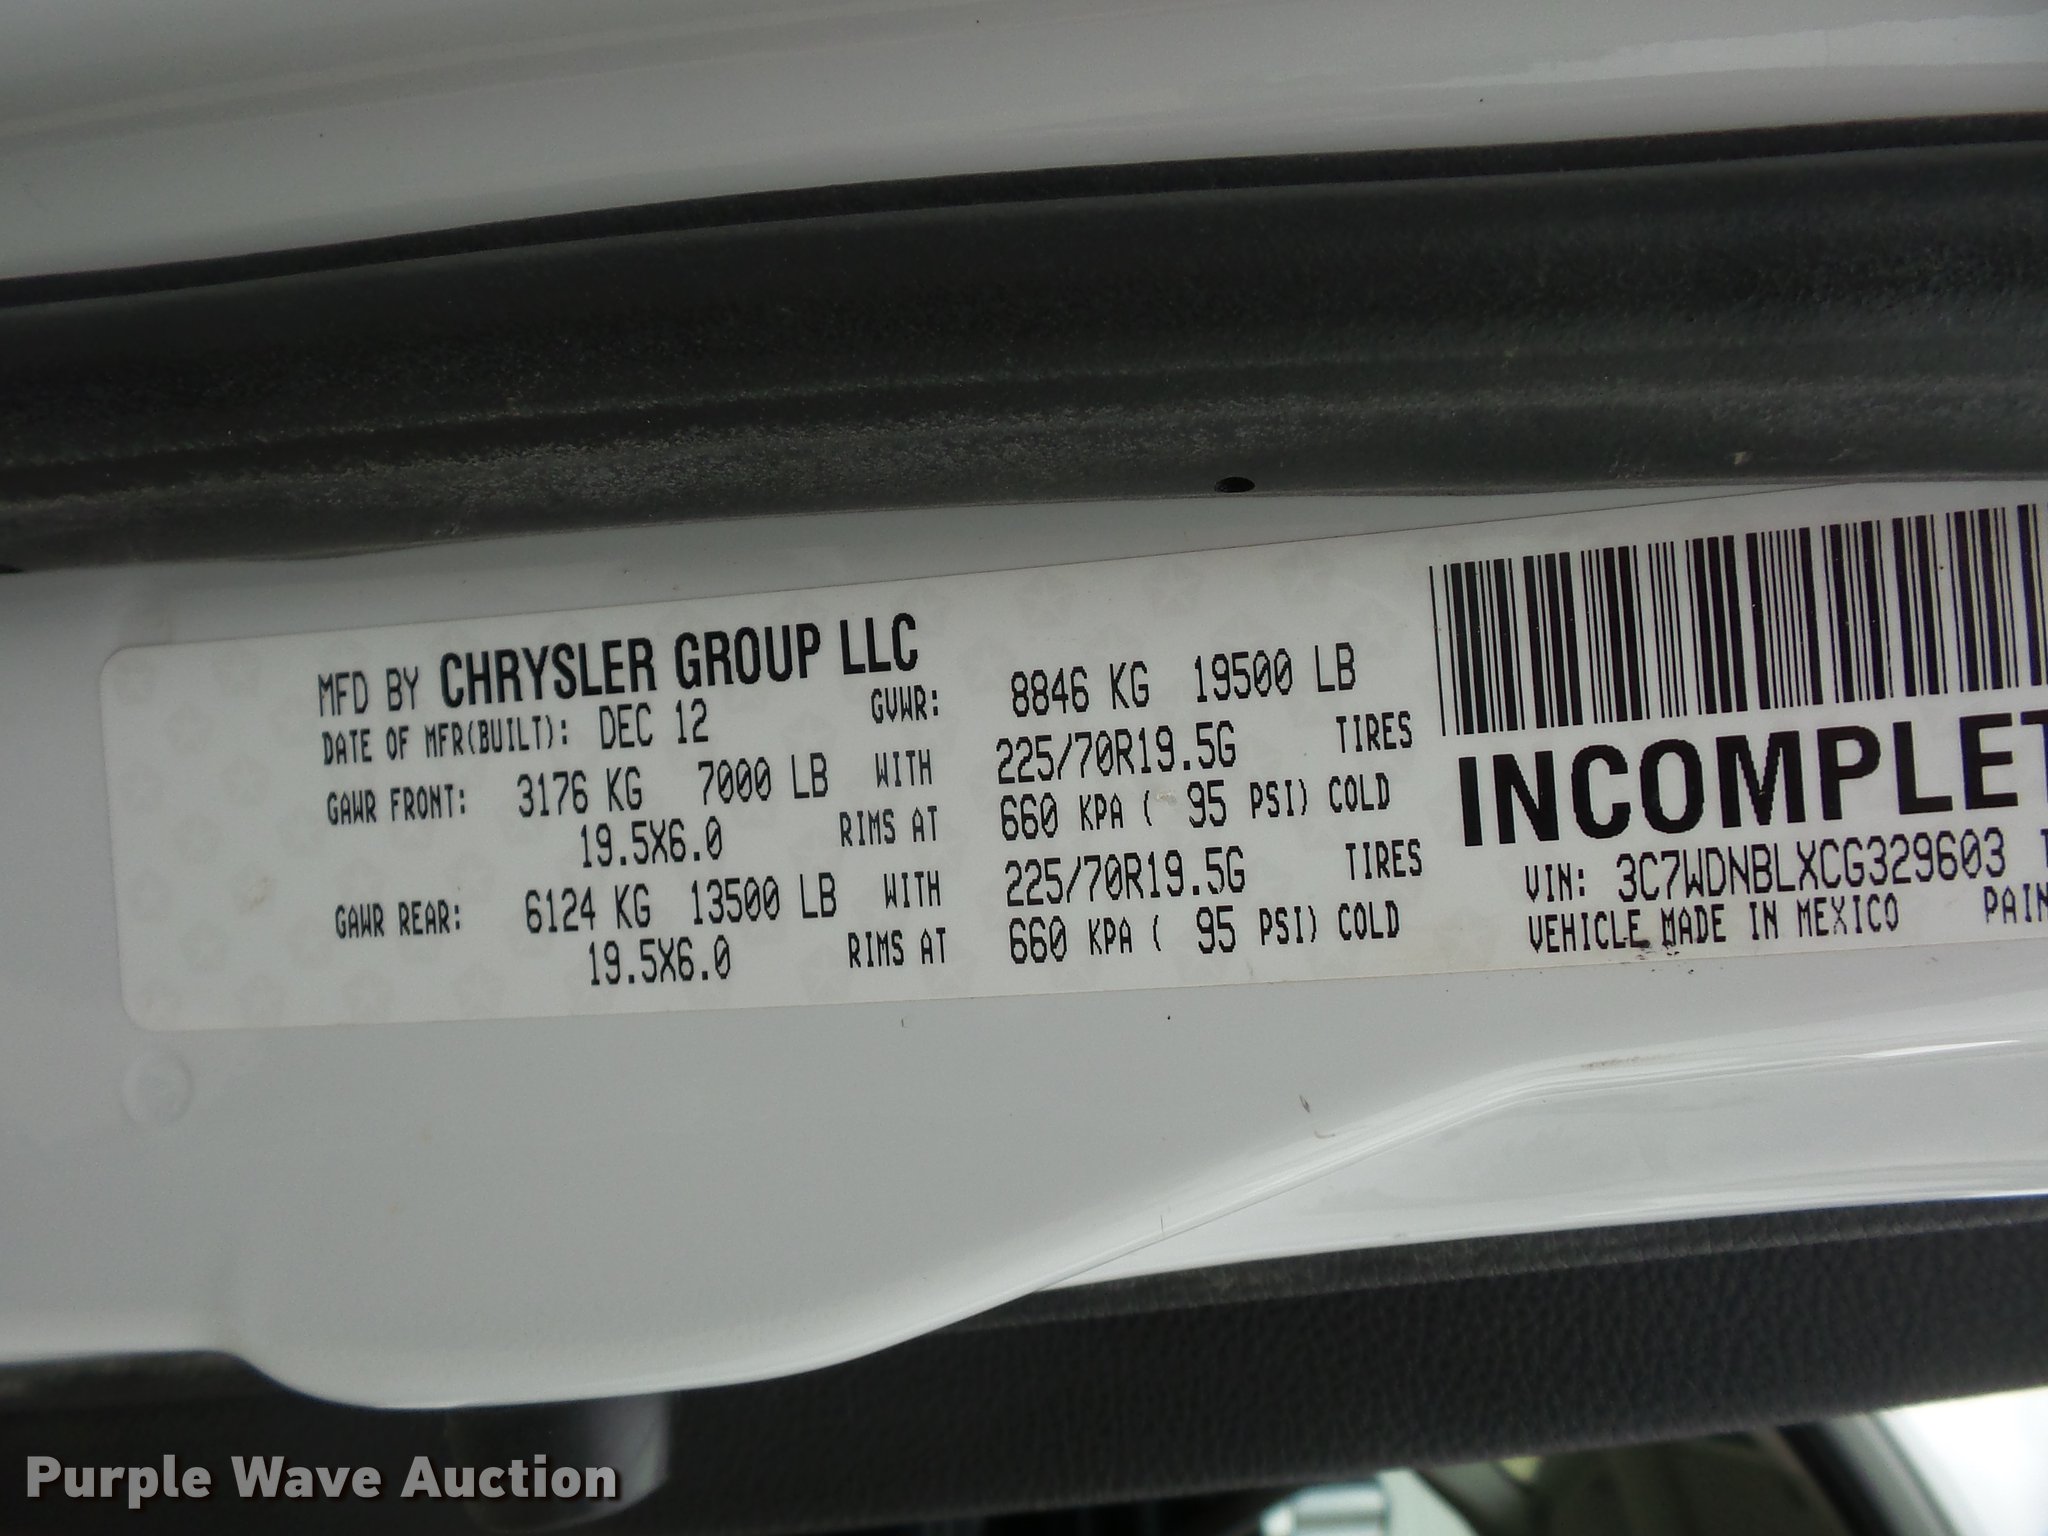 MFD BY CHRYSLER GROUP LLC
DATE OF MFR(BUILT): DEC 12 GVWR: 8846 KG 19500 LB
GAWR FRONT: 3176 KG 7000 LB WITH 225/70R19.5G TIRES
19.5X6.0 RIMS AT 660 KPA ( 95 PSI) COLD
GAWR REAR: 6124 KG 13500 LB WITH 225/70R19.5G TIRES
19.5X6.0 RIMS AT 660 KPA ( 95 PSI) COLD
INCOMPLET
VIN: 3C7WDNBLXCG329603
VEHICLE MADE IN MEXICO PAIN
Purple Wave Auction